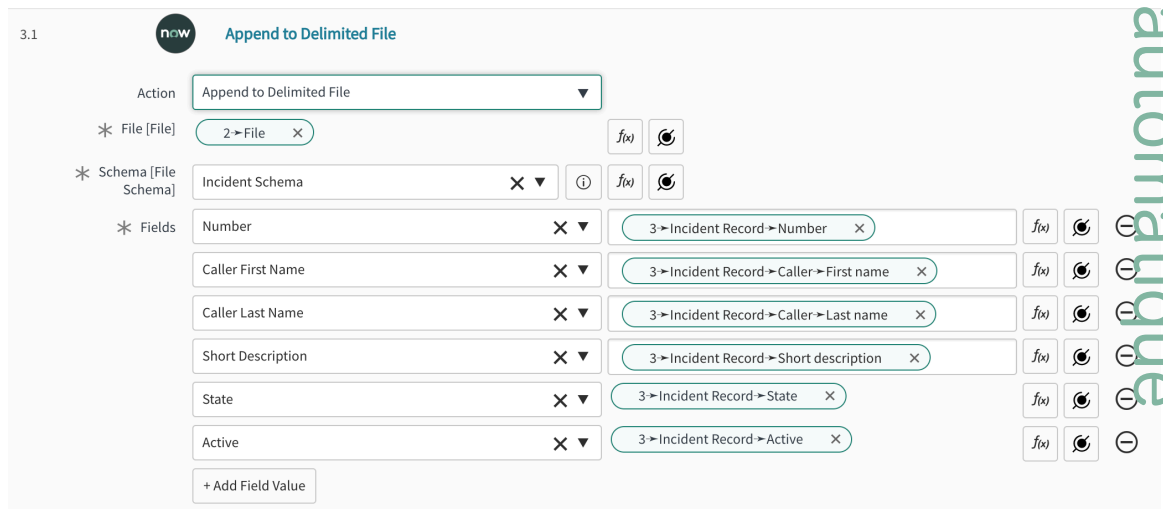 3.1
now
Append to Delimited File
Action
Append to Delimited File
File [File]
2➛File
f(x)
Schema [File
Schema]
Incident Schema
f(x)
Fields
Number
3➛Incident Record➛Number
f(x)
Caller First Name
3➛Incident Record➛Caller➛First name
f(x)
Caller Last Name
3➛Incident Record➛Caller➛Last name
f(x)
Short Description
3➛Incident Record➛Short description
f(x)
State
3➛Incident Record➛State
f(x)
Active
3➛Incident Record➛Active
f(x)
+ Add Field Value
automatique